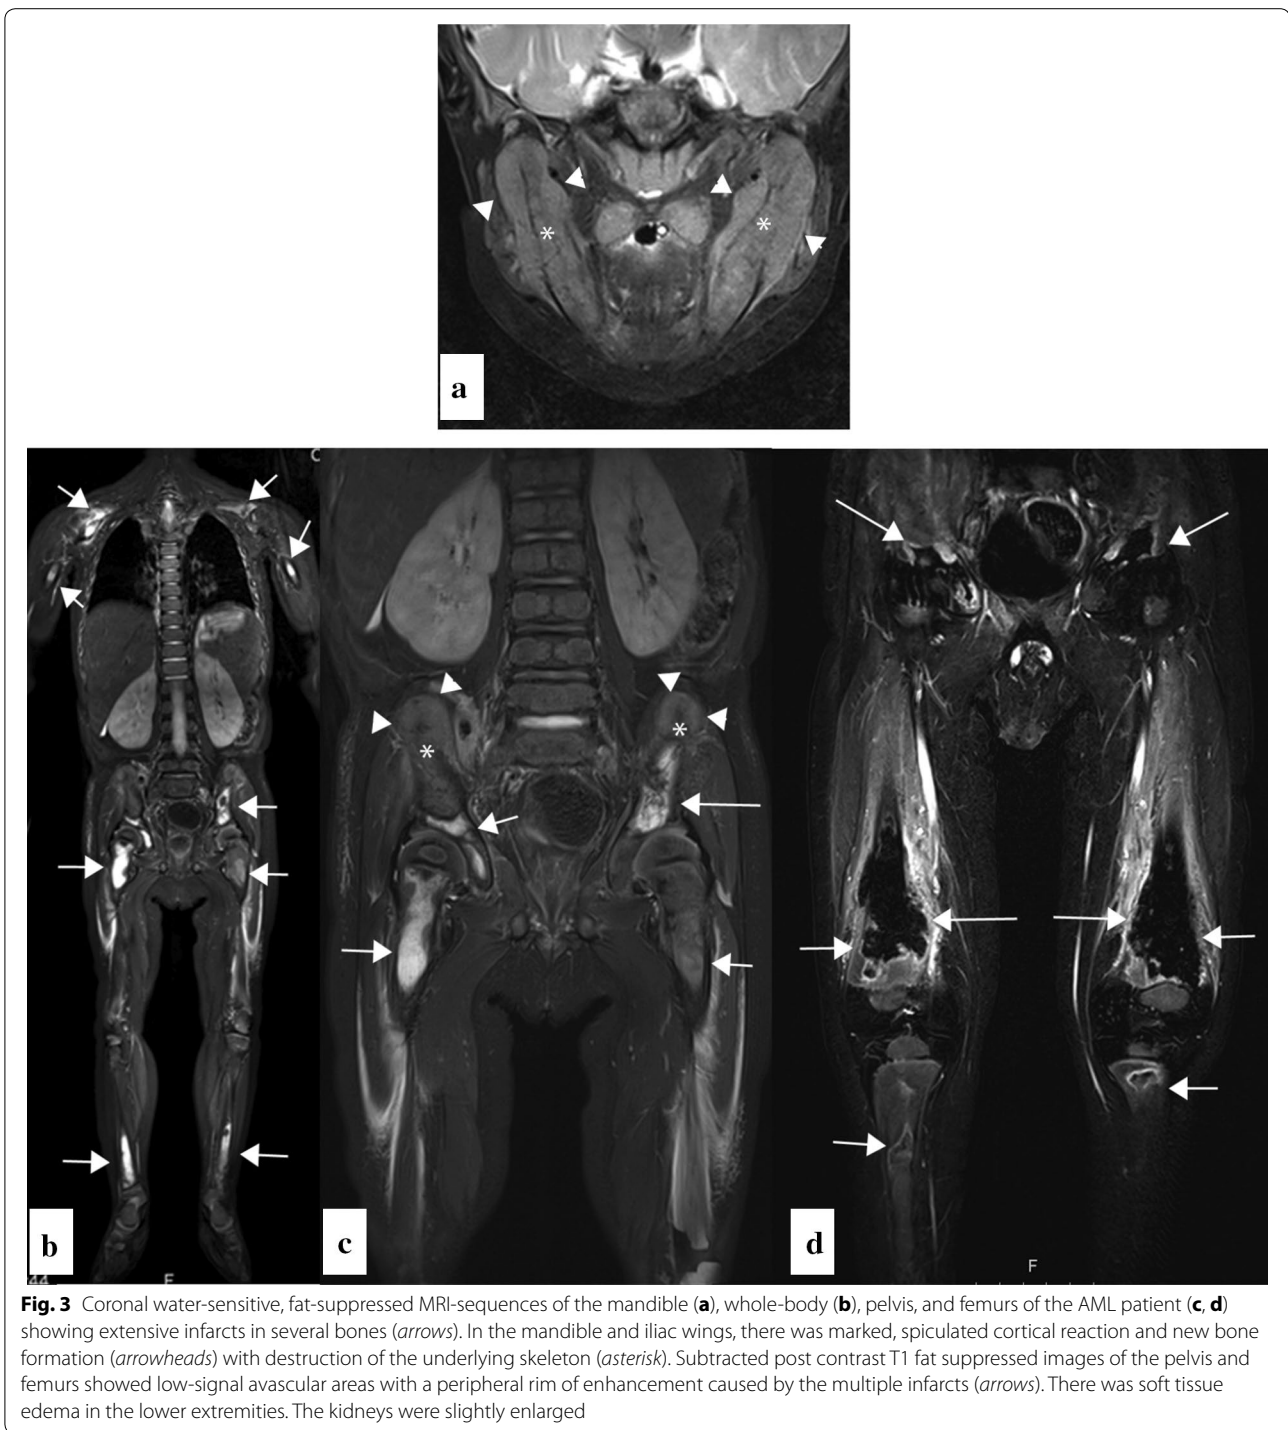 *
*
a
C
*
*
b
c
d
44
F
F
Fig. 3 Coronal water-sensitive, fat-suppressed MRI-sequences of the mandible (a), whole-body (b), pelvis, and femurs of the AML patient (c, d)
showing extensive infarcts in several bones (arrows). In the mandible and iliac wings, there was marked, spiculated cortical reaction and new bone
formation (arrowheads) with destruction of the underlying skeleton (asterisk). Subtracted post contrast T1 fat suppressed images of the pelvis and
femurs showed low-signal avascular areas with a peripheral rim of enhancement caused by the multiple infarcts (arrows). There was soft tissue
edema in the lower extremities. The kidneys were slightly enlarged